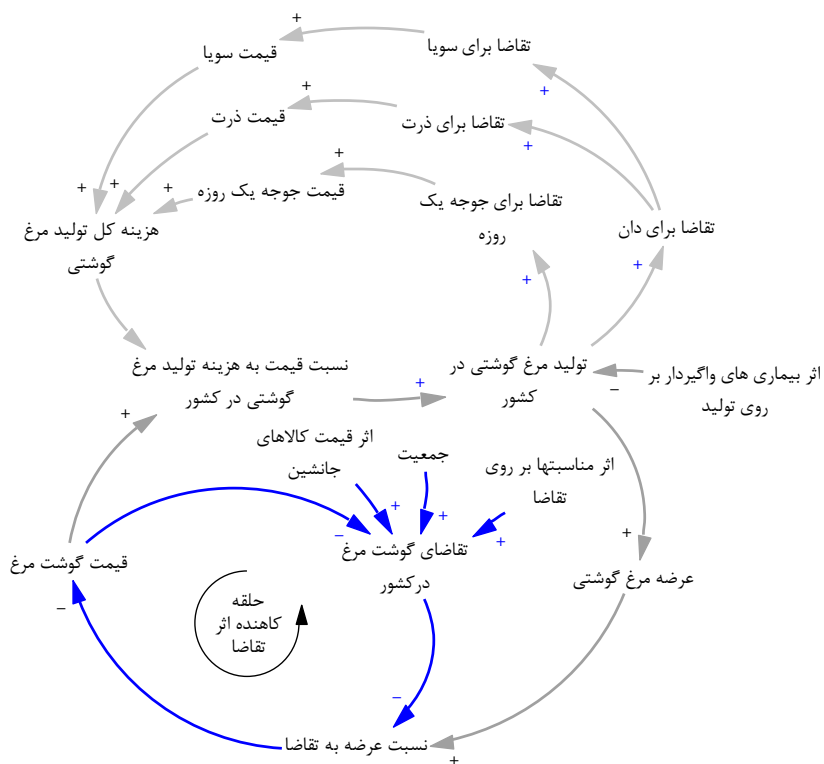 تقاضا برای سویا
قیمت سویا
تقاضا برای ذرت
قیمت ذرت
تقاضا برای جوجه یک
روزه
قیمت جوجه یک روزه
تقاضا برای دان
هزینه کل تولید مرغ
گوشتی
نسبت قیمت به هزینه تولید مرغ
گوشتی در کشور
تولید مرغ گوشتی در
کشور
اثر بیماری های واگیردار بر
روی تولید
اثر قیمت کالاهای
جانشین
جمعیت
اثر مناسبتها بر روی
تقاضا
تقاضای گوشت مرغ
درکشور
قیمت گوشت مرغ
عرضه مرغ گوشتی
حلقه
کاهنده اثر
تقاضا
نسبت عرضه به تقاضا